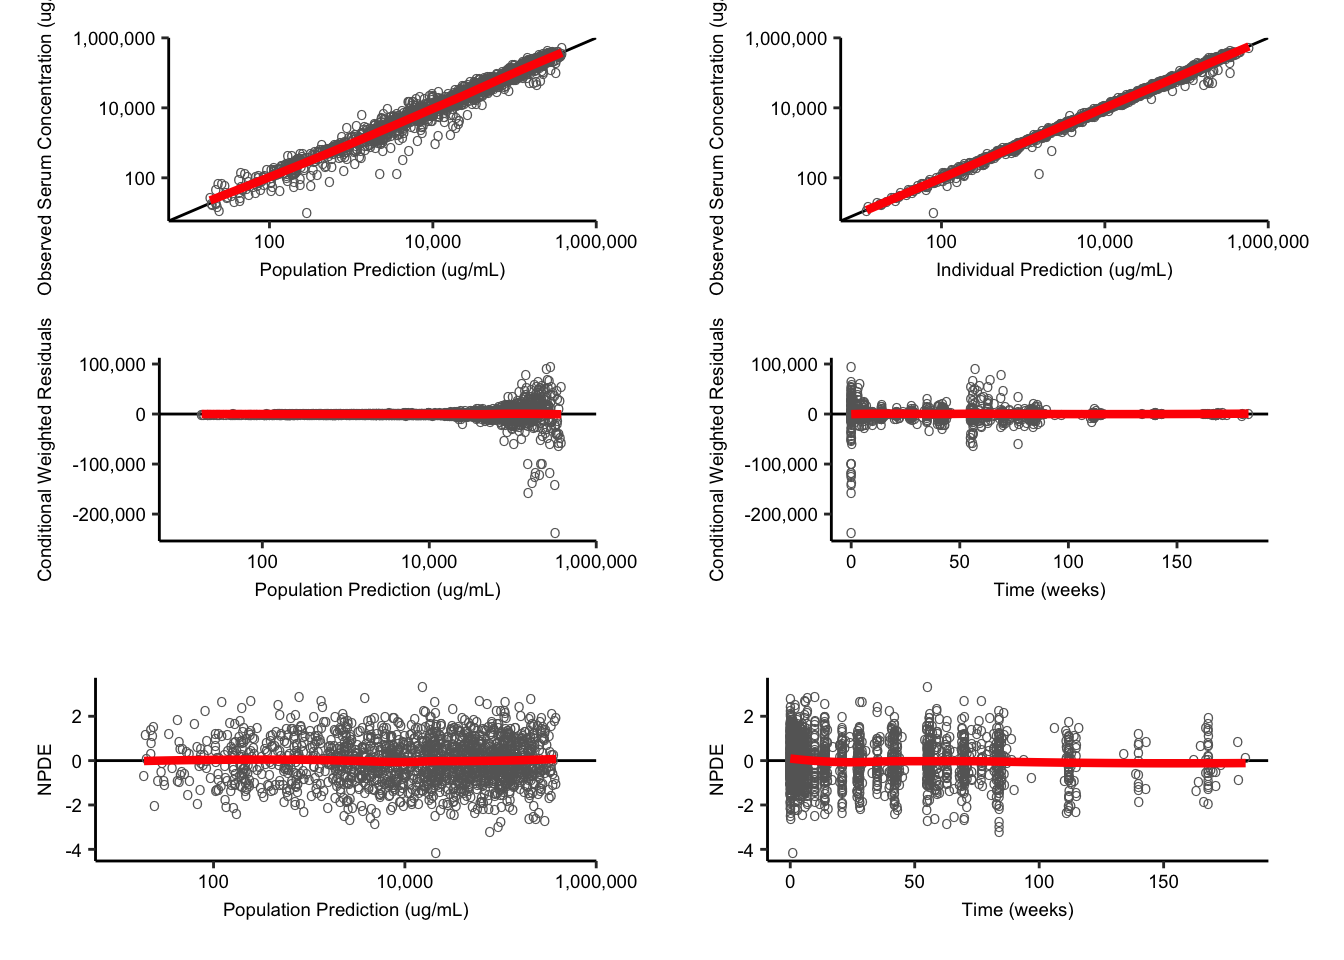 Observed Serum Concentration (ug
1,000,000
10,000
100
100 10,000 1,000,000
Population Prediction (ug/mL)
Observed Serum Concentration (ug
1,000,000
10,000
100
100 10,000 1,000,000
Individual Prediction (ug/mL)
Conditional Weighted Residuals
100,000
0
-100,000
-200,000
100 10,000 1,000,000
Population Prediction (ug/mL)
Conditional Weighted Residuals
100,000
0
-100,000
-200,000
0 50 100 150
Time (weeks)
NPDE
2
0
-2
-4
100 10,000 1,000,000
Population Prediction (ug/mL)
NPDE
2
0
-2
-4
0 50 100 150
Time (weeks)